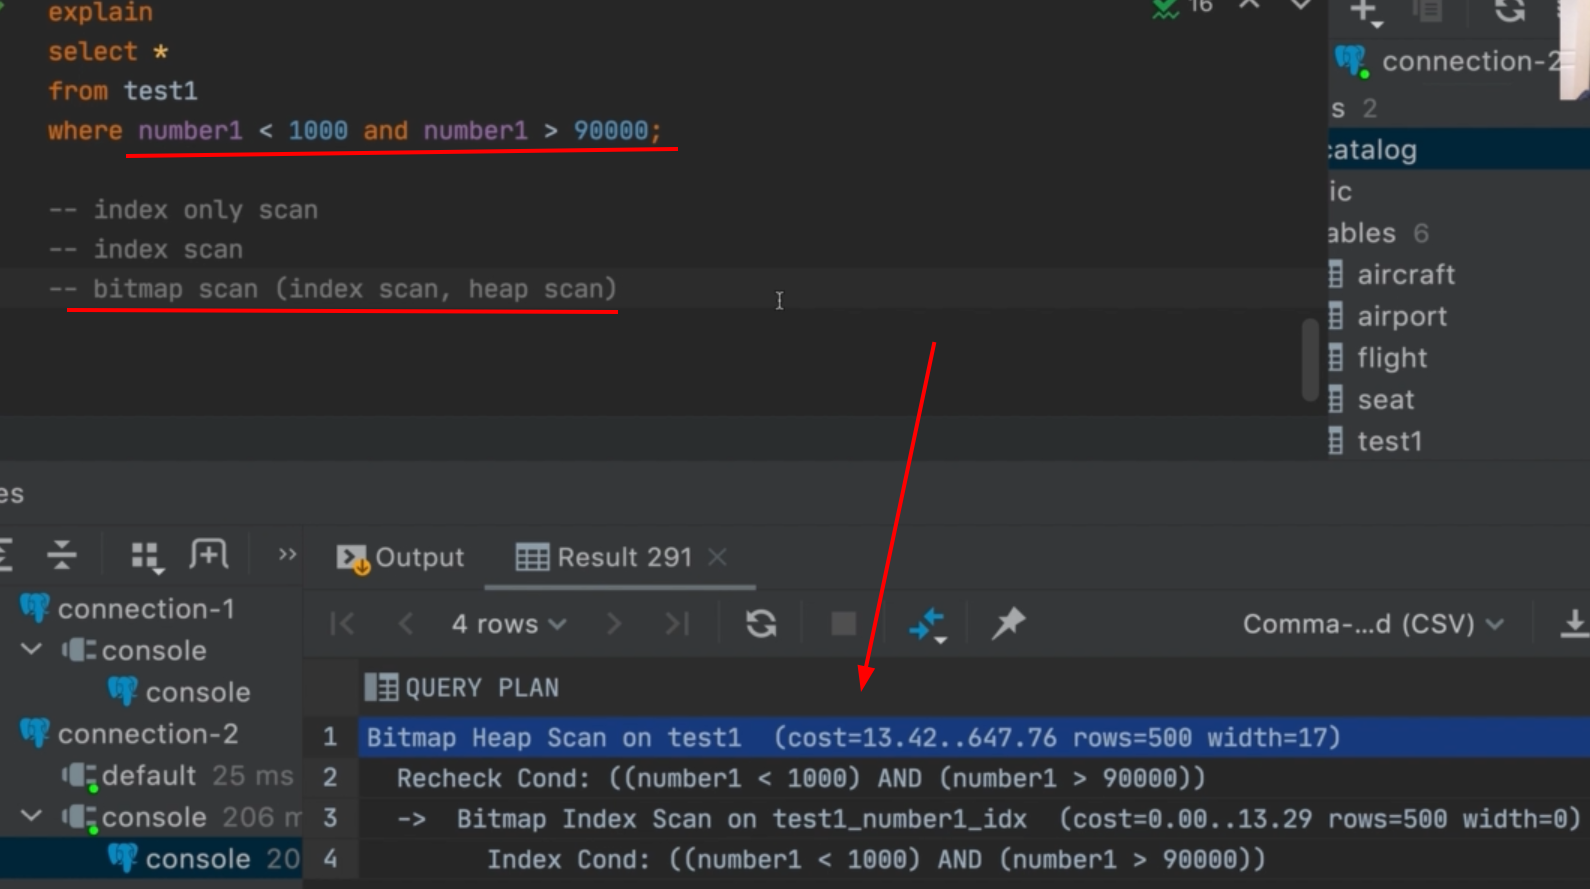 explain
select *
from test1
where number1 < 1000 and number1 > 90000;
-- index only scan
-- index scan
-- bitmap scan (index scan, heap scan)
16
connection-2
s 2
catalog
ic
ables 6
aircraft
airport
flight
seat
test1
es
connection-1
console
console
connection-2
default 25 ms
console 206 m
console 20
Output
Result 291
4 rows
Comma-...d (CSV)
QUERY PLAN
1 Bitmap Heap Scan on test1 (cost=13.42..647.76 rows=500 width=17)
2 Recheck Cond: ((number1 < 1000) AND (number1 > 90000))
3 -> Bitmap Index Scan on test1_number1_idx (cost=0.00..13.29 rows=500 width=0)
4 Index Cond: ((number1 < 1000) AND (number1 > 90000))